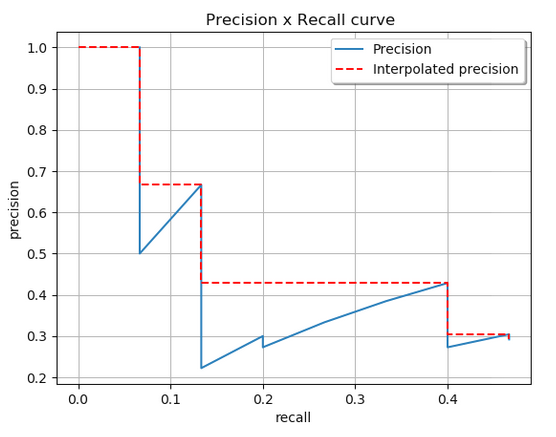 Precision x Recall curve
Precision
Interpolated precision
1.0
0.9
0.8
0.7
0.6
0.5
0.4
0.3
0.2
precision
0.0 0.1 0.2 0.3 0.4
recall